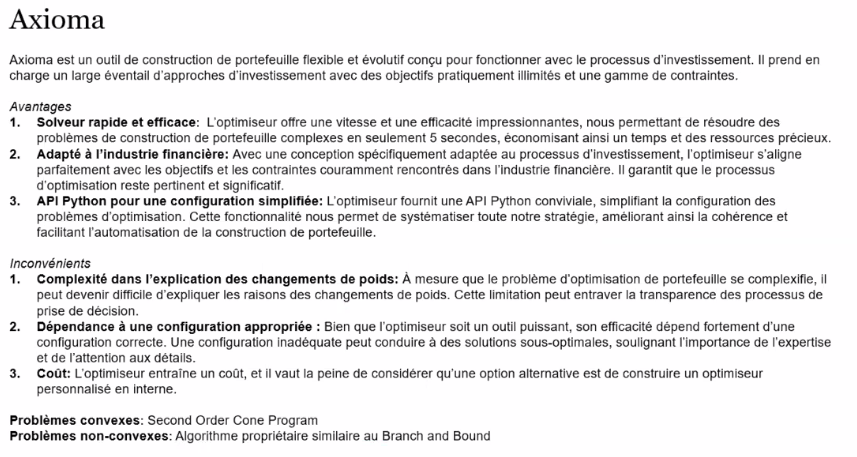 Axioma
Axioma est un outil de construction de portefeuille flexible et évolutif conçu pour fonctionner avec le processus d’investissement. Il prend en
charge un large éventail d’approches d’investissement avec des objectifs pratiquement illimités et une gamme de contraintes.
Avantages
1. Solveur rapide et efficace: L’optimiseur offre une vitesse et une efficacité impressionnantes, nous permettant de résoudre des
problèmes de construction de portefeuille complexes en seulement 5 secondes, économisant ainsi un temps et des ressources précieux.
2. Adapté à l’industrie financière: Avec une conception spécifiquement adaptée au processus d’investissement, l’optimiseur s’aligne
parfaitement avec les objectifs et les contraintes couramment rencontrés dans l’industrie financière. Il garantit que le processus
d’optimisation reste pertinent et significatif.
3. API Python pour une configuration simplifiée: L’optimiseur fournit une API Python conviviale, simplifiant la configuration des
problèmes d’optimisation. Cette fonctionnalité nous permet de systématiser toute notre stratégie, améliorant ainsi la cohérence et
facilitant l’automatisation de la construction de portefeuille.
Inconvénients
1. Complexité dans l’explication des changements de poids: À mesure que le problème d’optimisation de portefeuille se complexifie, il
peut devenir difficile d’expliquer les raisons des changements de poids. Cette limitation peut entraver la transparence des processus de
prise de décision.
2. Dépendance à une configuration appropriée : Bien que l’optimiseur soit un outil puissant, son efficacité dépend fortement d’une
configuration correcte. Une configuration inadéquate peut conduire à des solutions sous-optimales, soulignant l’importance de l’expertise
et de l’attention aux détails.
3. Coût: L’optimiseur entraîne un coût, et il vaut la peine de considérer qu’une option alternative est de construire un optimiseur
personnalisé en interne.
Problèmes convexes: Second Order Cone Program
Problèmes non-convexes: Algorithme propriétaire similaire au Branch and Bound